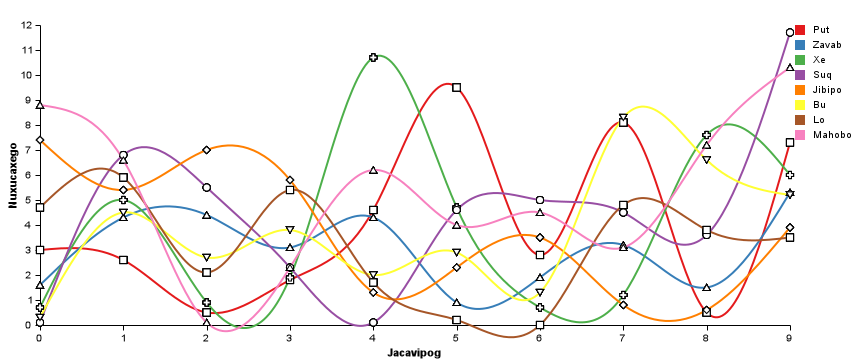 12
11
10
9
8
7
6
5
4
3
2
1
0
Nuxucaxego
0 1 2 3 4 5 6 7 8 9
Jacavipog
Put
Zavab
Xe
Suq
Jibipo
Bu
Lo
Mahobo